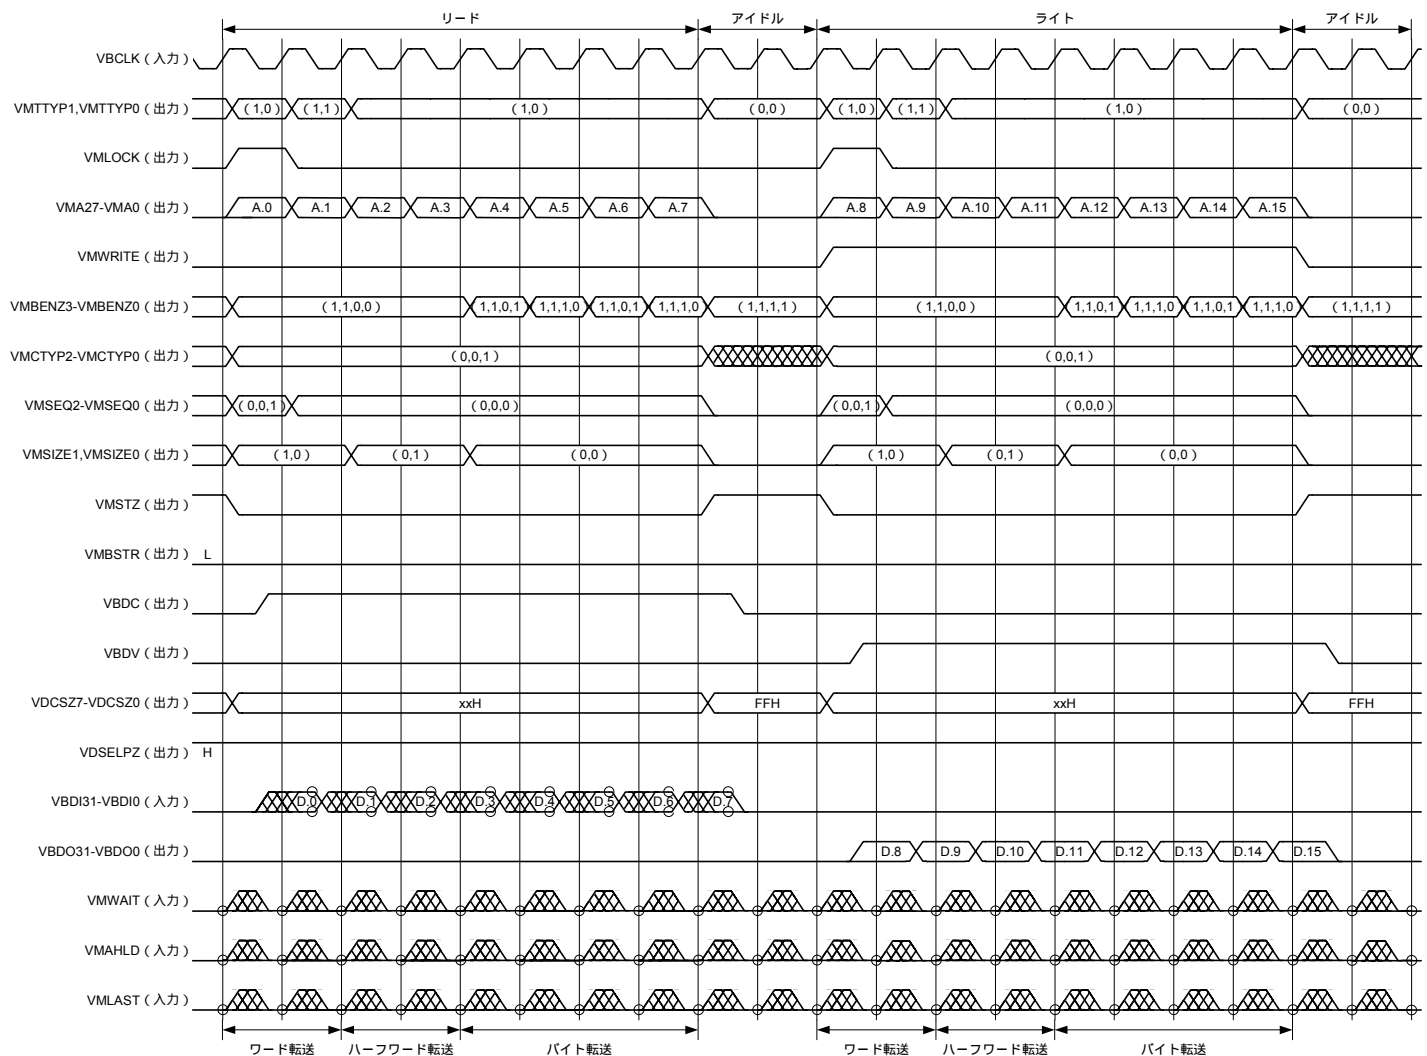 リード アイドル ライト アイドル
VBCLK（入力）
VMTTYP1,VMTTYP0（出力） （1,0） （1,1） （1,0） （0,0） （1,0） （1,1） （1,0） （0,0）
VMLOCK（出力）
VMA27-VMA0（出力） A.0 A.1 A.2 A.3 A.4 A.5 A.6 A.7 A.8 A.9 A.10 A.11 A.12 A.13 A.14 A.15
VMWRITE（出力）
VMBENZ3-VMBENZ0（出力） （1,1,0,0） 1,1,0,1 1,1,1,0 1,1,0,1 1,1,1,0 （1,1,1,1） （1,1,0,0） 1,1,0,1 1,1,1,0 1,1,0,1 1,1,1,0 （1,1,1,1）
VMCTYP2-VMCTYP0（出力） （0,0,1） （0,0,1）
VMSEQ2-VMSEQ0（出力） （0,0,1） （0,0,0） （0,0,1） （0,0,0）
VMSIZE1,VMSIZE0（出力） （1,0） （0,1） （0,0） （1,0） （0,1） （0,0）
VMSTZ（出力）
VMBSTR（出力） L
VBDC（出力）
VBDV（出力）
VDCSZ7-VDCSZ0（出力） xxH FFH xxH FFH
VDSELPZ（出力） H
VBDI31-VBDI0（入力） D.0 D.1 D.2 D.3 D.4 D.5 D.6 D.7
VBDO31-VBDO0（出力） D.8 D.9 D.10 D.11 D.12 D.13 D.14 D.15
VMWAIT（入力）
VMAHLD（入力）
VMLAST（入力）
ワード転送 ハーフワード転送 バイト転送 ワード転送 ハーフワード転送 バイト転送